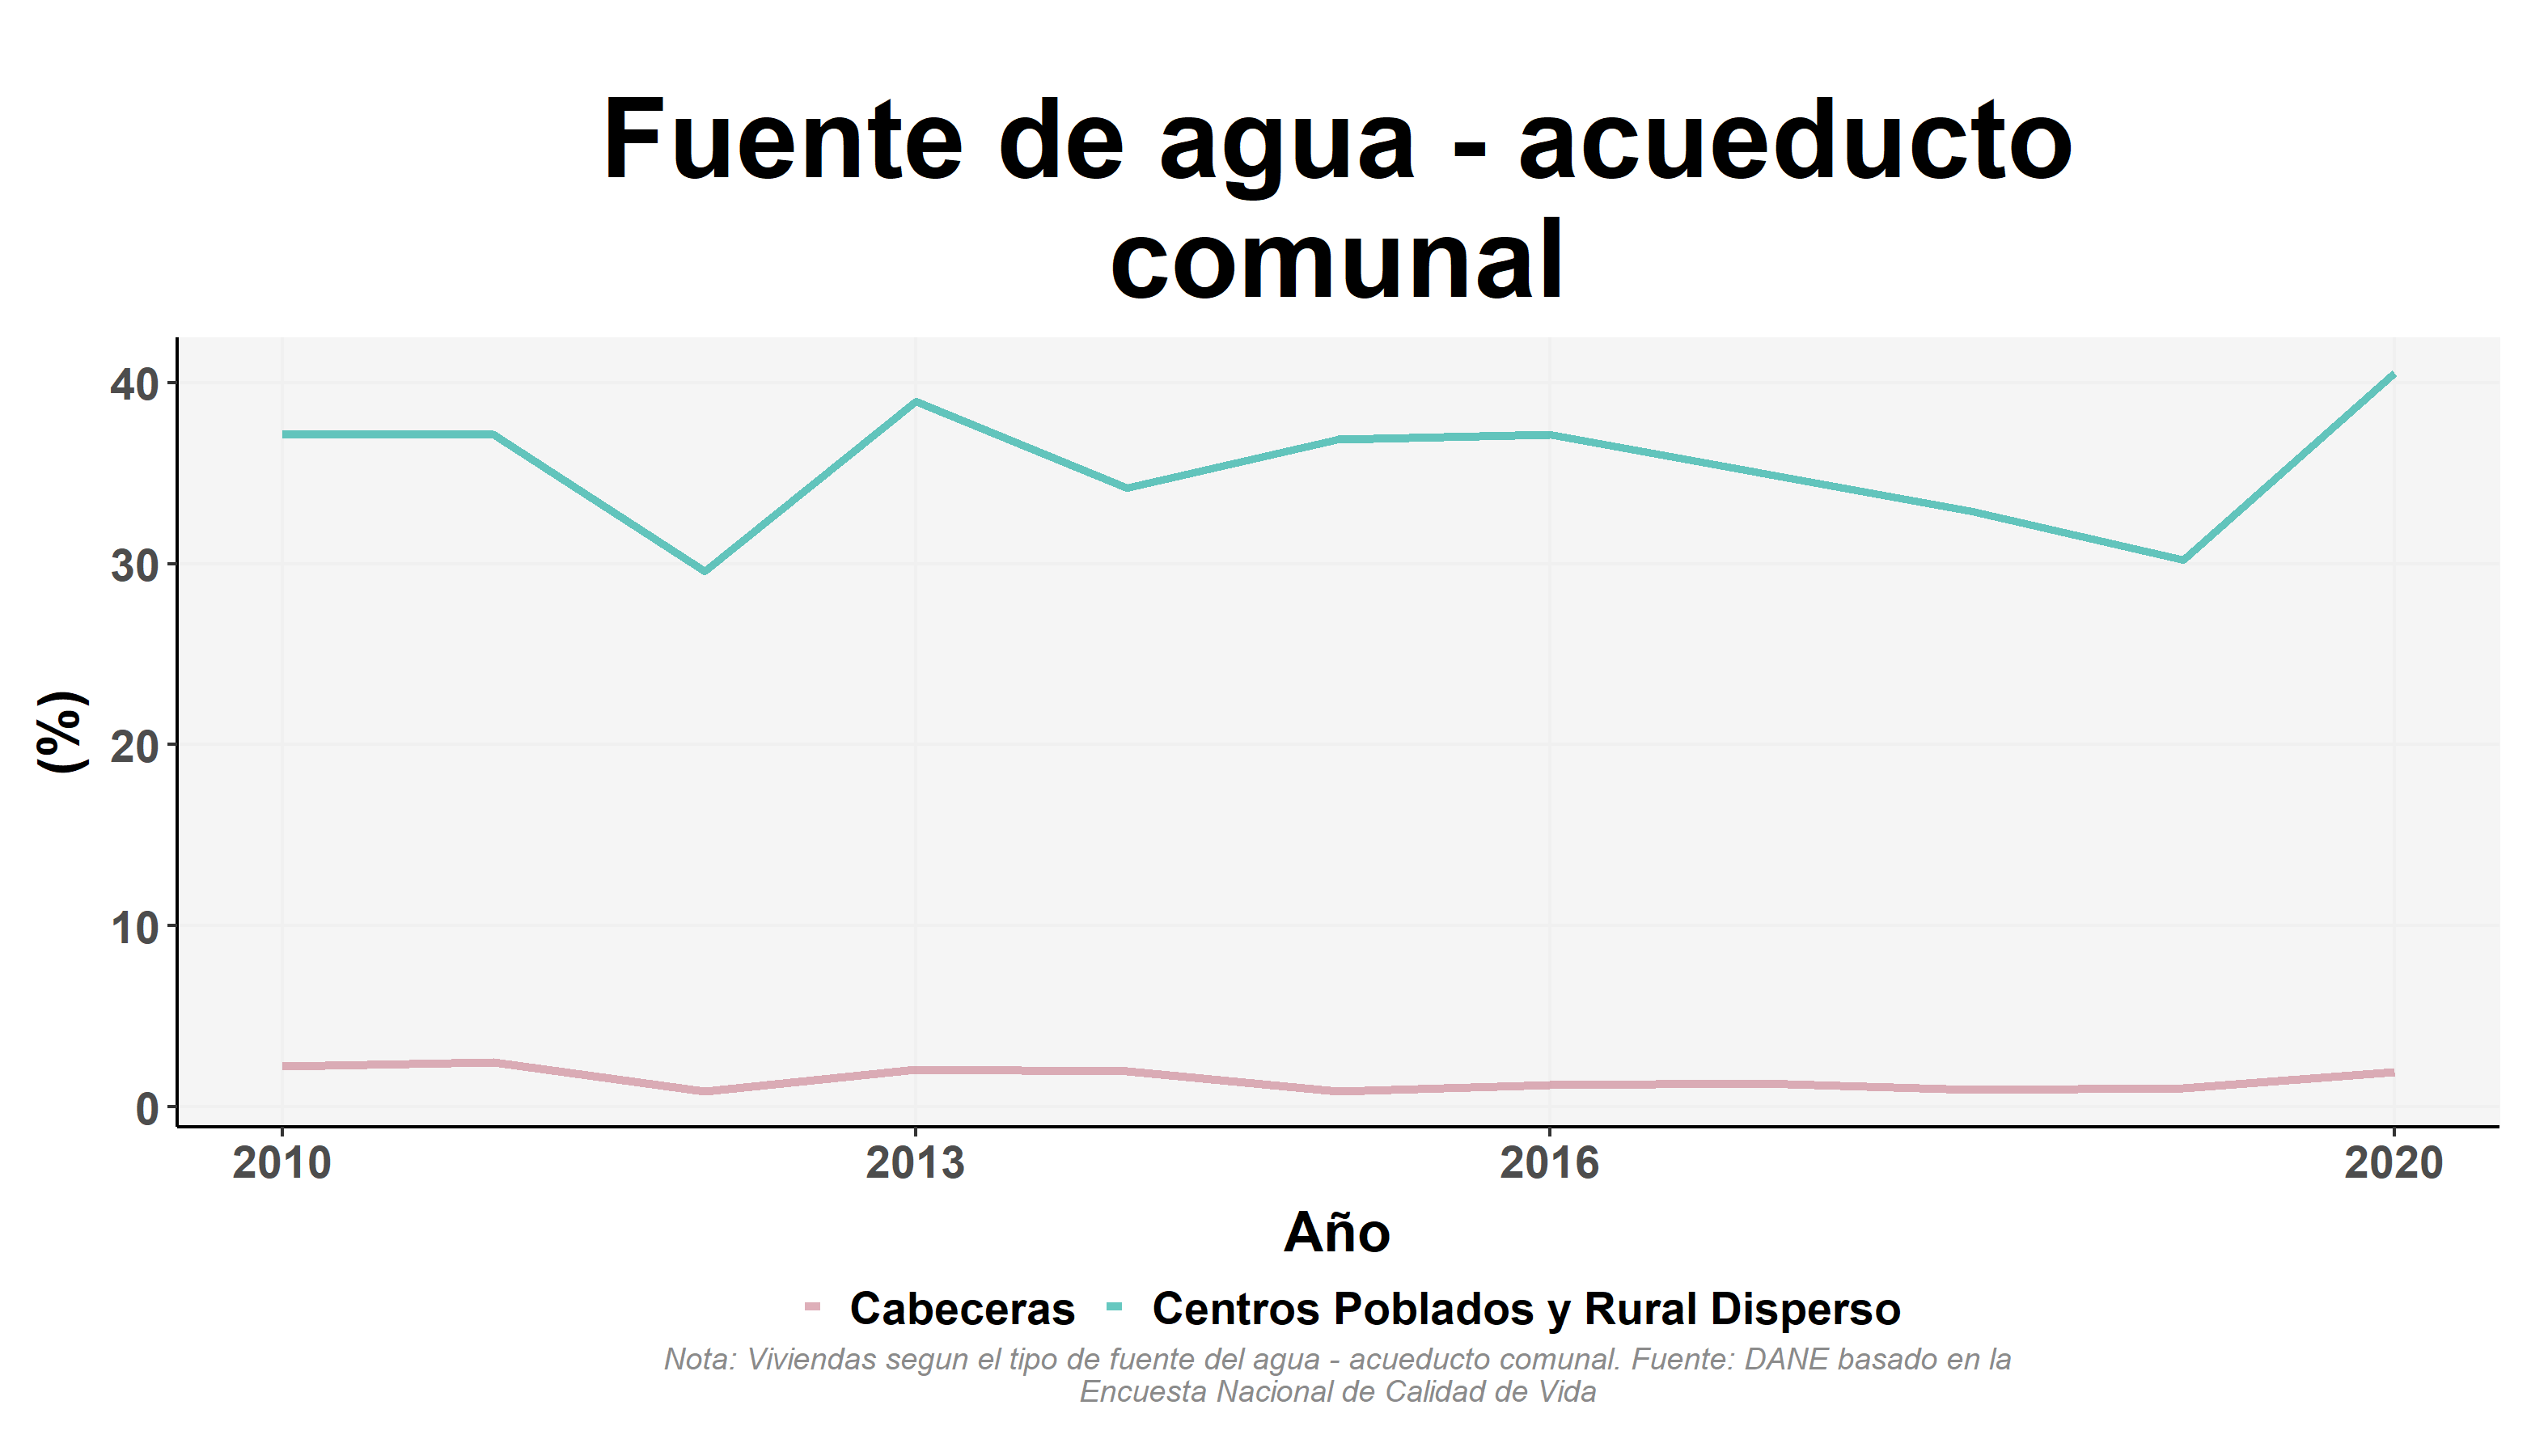 Fuente de agua - acueducto
comunal
40
30
20
10
0
(%)
2010 2013 2016 2020
Año
Cabeceras Centros Poblados y Rural Disperso
Nota: Viviendas segun el tipo de fuente del agua - acueducto comunal. Fuente: DANE basado en la
Encuesta Nacional de Calidad de Vida